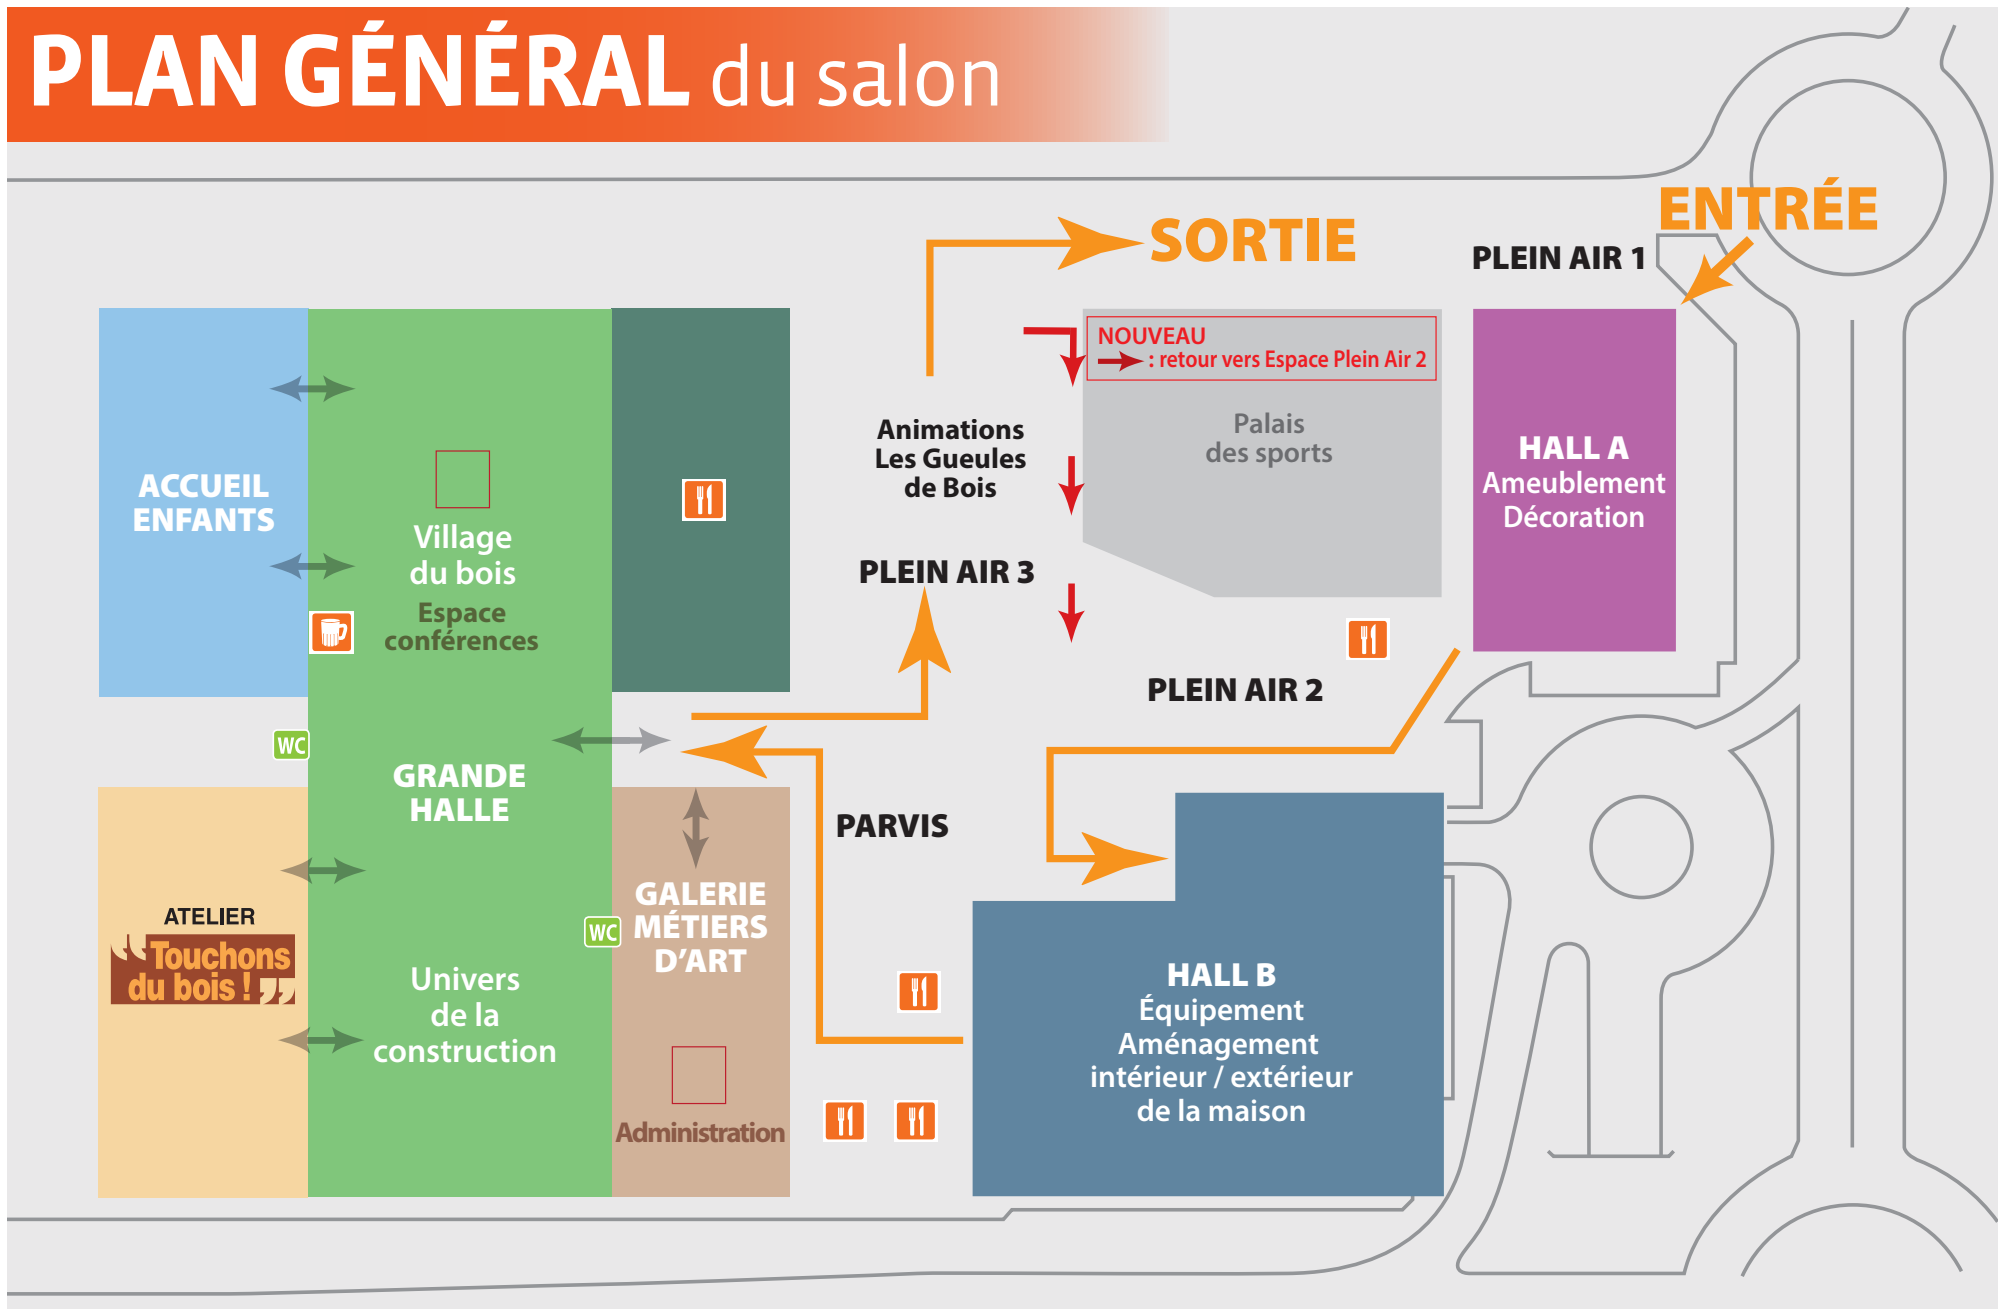 PLAN GÉNÉRAL du salon
ENTRÉE
SORTIE
PLEIN AIR 1
NOUVEAU
: retour vers Espace Plein Air 2
Palais
des sports
HALL A
Ameublement
Décoration
Animations
Les Gueules
de Bois
ACCUEIL
ENFANTS
Village
du bois
Espace
conférences
PLEIN AIR 3
PLEIN AIR 2
WC
GRANDE
HALLE
PARVIS
GALERIE
MÉTIERS
D'ART
WC
ATELIER
“Touchons
du bois !”
Univers
de la
construction
Administration
HALL B
Équipement
Aménagement
intérieur / extérieur
de la maison